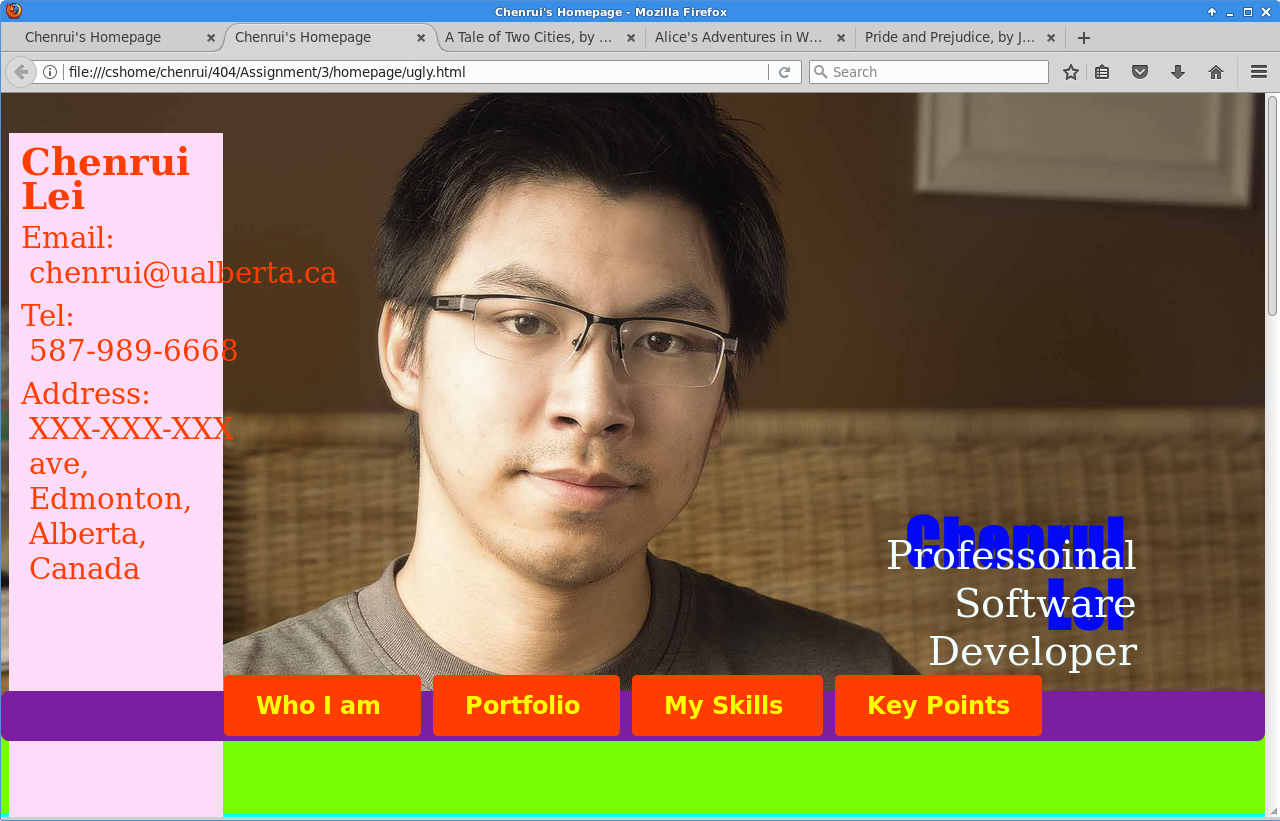 Chenrui's Homepage - Mozilla Firefox
Chenrui's Homepage
Chenrui's Homepage
A Tale of Two Cities, by ...
Alice's Adventures in W...
Pride and Prejudice, by J...
file:///cshome/chenrui/404/Assignment/3/homepage/ugly.html
Search
Chenrui
Lei
Email:
chenrui@ualberta.ca
Tel:
587-989-6668
Address:
XXX-XXX-XXX
ave,
Edmonton,
Alberta,
Canada
Chenrui
Lei
Professoinal
Software
Developer
Who I am
Portfolio
My Skills
Key Points